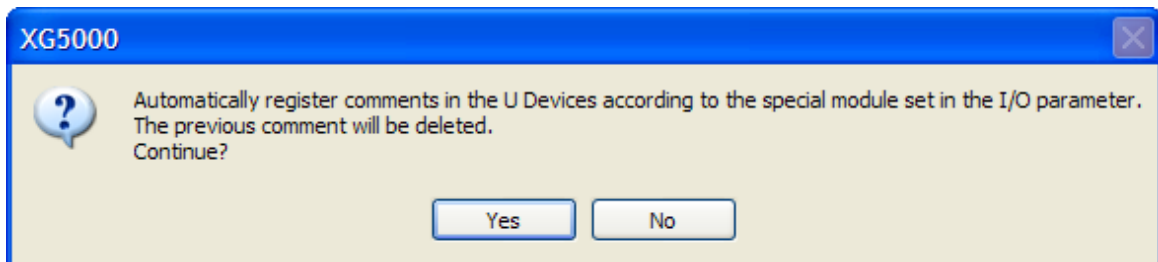 XG5000
Automatically register comments in the U Devices according to the special module set in the I/O parameter.
The previous comment will be deleted.
Continue?
Yes No